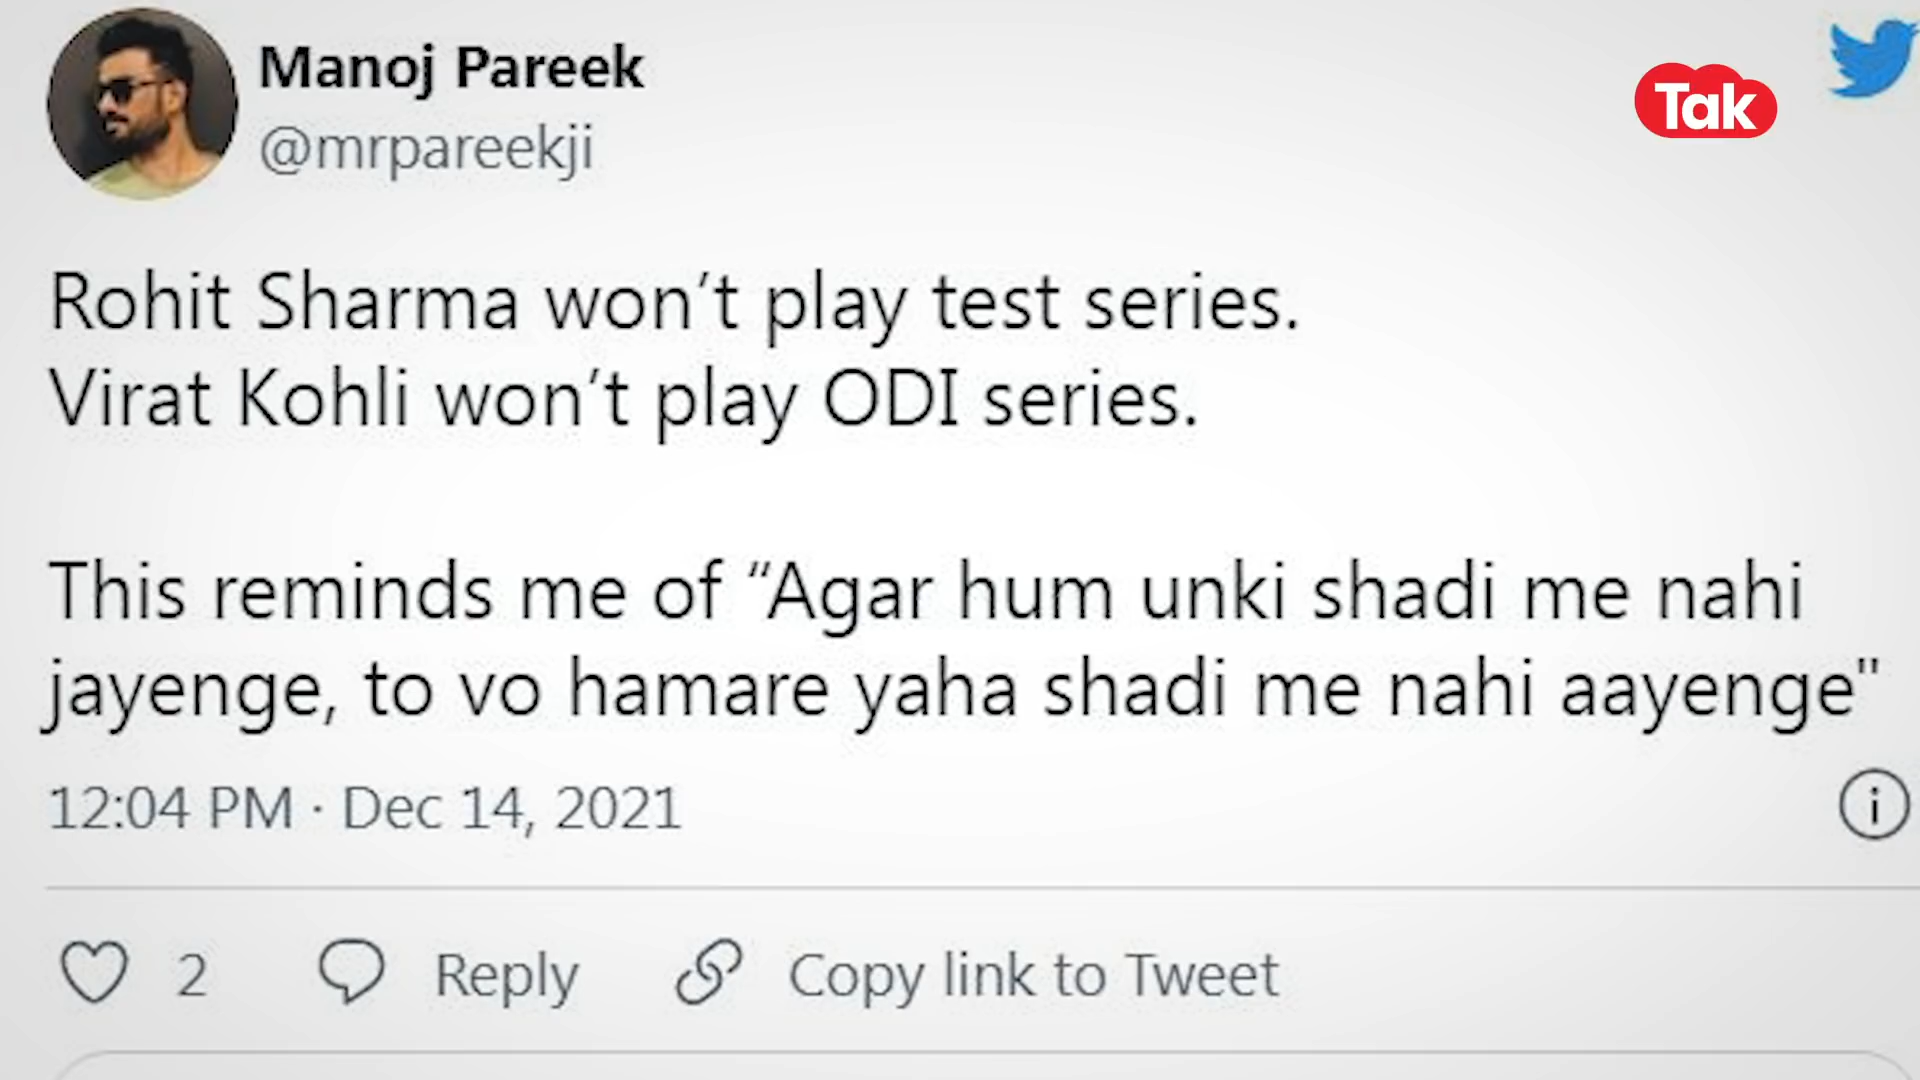 Manoj Pareek
Tak
@mrpareekji
Rohit Sharma won’t play test series.
Virat Kohli won’t play ODI series.
This reminds me of “Agar hum unki shadi me nahi
jayenge, to vo hamare yaha shadi me nahi aayenge"
12:04 PM · Dec 14, 2021
2 Reply Copy link to Tweet